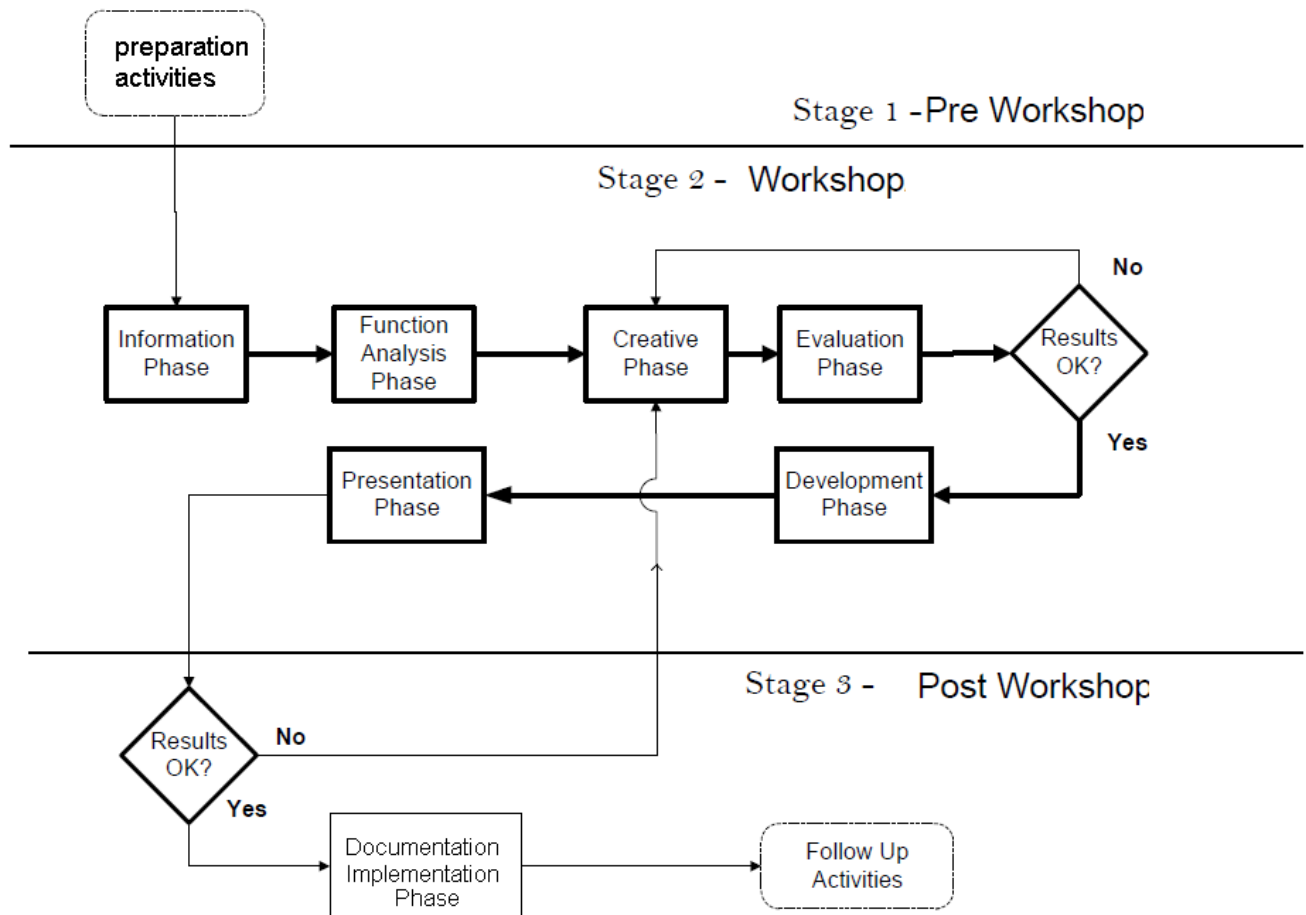 preparation
activities
Stage 1 -Pre Workshop
Stage 2 - Workshop
No
Information
Phase
Function
Analysis
Phase
Creative
Phase
Evaluation
Phase
Results
OK?
Yes
Presentation
Phase
Development
Phase
Stage 3 - Post Workshop
Results
OK?
No
Yes
Documentation
Implementation
Phase
Follow Up
Activities